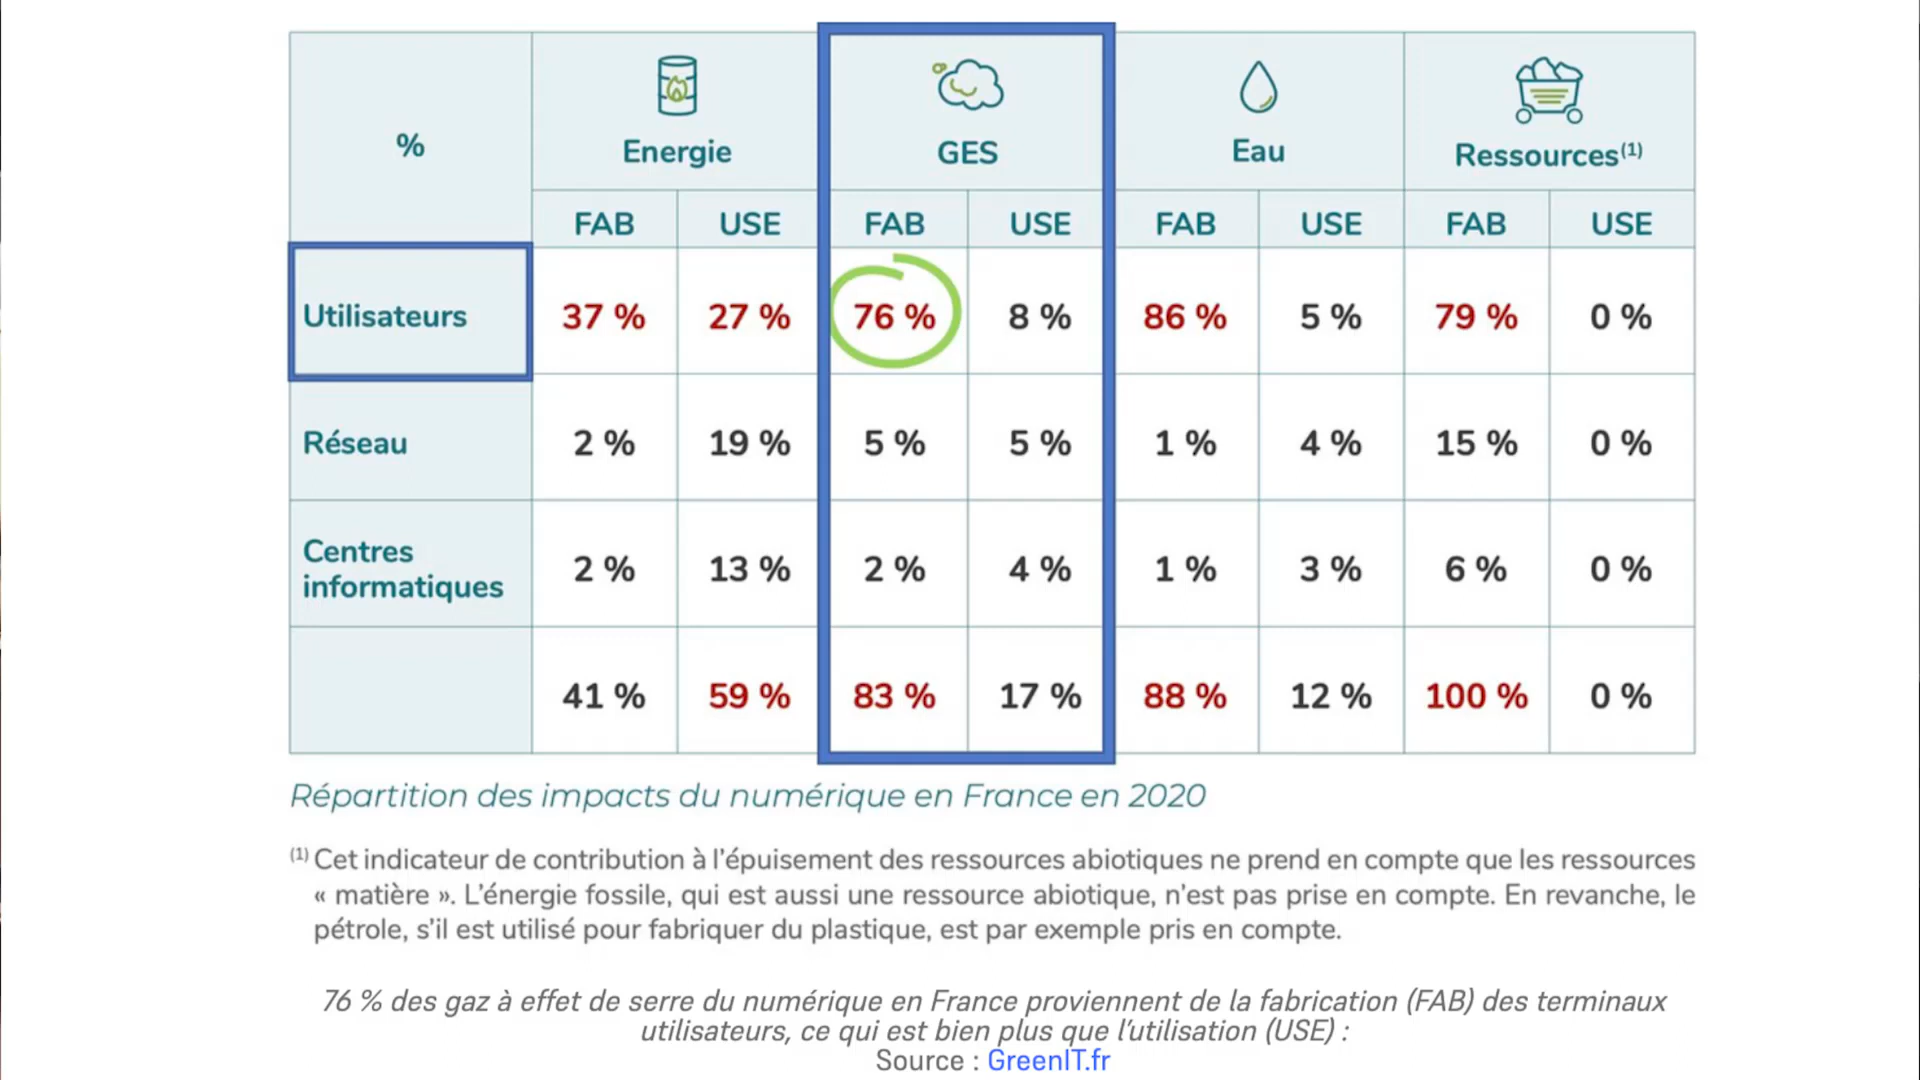 % Energie GES Eau Ressources(1)
FAB USE FAB USE FAB USE FAB USE
Utilisateurs 37 % 27 % 76 % 8 % 86 % 5 % 79 % 0 %
Réseau 2 % 19 % 5 % 5 % 1 % 4 % 15 % 0 %
Centres
informatiques 2 % 13 % 2 % 4 % 1 % 3 % 6 % 0 %
41 % 59 % 83 % 17 % 88 % 12 % 100 % 0 %
Répartition des impacts du numérique en France en 2020
(1) Cet indicateur de contribution à l'épuisement des ressources abiotiques ne prend en compte que les ressources
« matière ». L'énergie fossile, qui est aussi une ressource abiotique, n'est pas prise en compte. En revanche, le
pétrole, s'il est utilisé pour fabriquer du plastique, est par exemple pris en compte.
76 % des gaz à effet de serre du numérique en France proviennent de la fabrication (FAB) des terminaux
utilisateurs, ce qui est bien plus que l'utilisation (USE) :
Source : GreenIT.fr